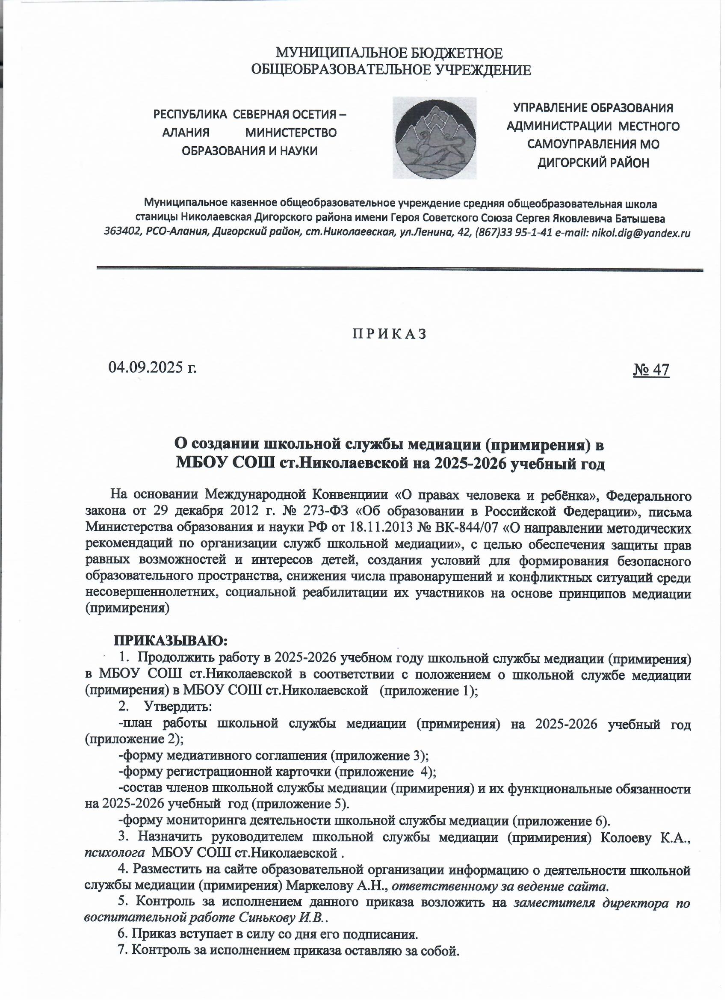 МУНИЦИПАЛЬНОЕ БЮДЖЕТНОЕ
ОБЩЕОБРАЗОВАТЕЛЬНОЕ УЧРЕЖДЕНИЕ
РЕСПУБЛИКА СЕВЕРНАЯ ОСЕТИЯ –
АЛАНИЯ МИНИСТЕРСТВО
ОБРАЗОВАНИЯ И НАУКИ
УПРАВЛЕНИЕ ОБРАЗОВАНИЯ
АДМИНИСТРАЦИИ МЕСТНОГО
САМОУПРАВЛЕНИЯ МО
ДИГОРСКИЙ РАЙОН
Муниципальное казенное общеобразовательное учреждение средняя общеобразовательная школа
станицы Николаевская Дигорского района имени Героя Советского Союза Сергея Яковлевича Батышева
363402, РСО-Алания, Дигорский район, ст.Николаевская, ул.Ленина, 42, (867)33 95-1-41 e-mail: nikol.dig@yandex.ru
П Р И К А З
04.09.2025 г.
№ 47
О создании школьной службы медиации (примирения) в
МБОУ СОШ ст.Николаевской на 2025-2026 учебный год
На основании Международной Конвенциии «О правах человека и ребёнка», Федерального
закона от 29 декабря 2012 г. № 273-ФЗ «Об образовании в Российской Федерации», письма
Министерства образования и науки РФ от 18.11.2013 № ВК-844/07 «О направлении методических
рекомендаций по организации служб школьной медиации», с целью обеспечения защиты прав
равных возможностей и интересов детей, создания условий для формирования безопасного
образовательного пространства, снижения числа правонарушений и конфликтных ситуаций среди
несовершеннолетних, социальной реабилитации их участников на основе принципов медиации
(примирения)
ПРИКАЗЫВАЮ:
1. Продолжить работу в 2025-2026 учебном году школьной службы медиации (примирения)
в МБОУ СОШ ст.Николаевской в соответствии с положением о школьной службе медиации
(примирения) в МБОУ СОШ ст.Николаевской (приложение 1);
2. Утвердить:
-план работы школьной службы медиации (примирения) на 2025-2026 учебный год
(приложение 2);
-форму медиативного соглашения (приложение 3);
-форму регистрационной карточки (приложение 4);
-состав членов школьной службы медиации (примирения) и их функциональные обязанности
на 2025-2026 учебный год (приложение 5).
-форму мониторинга деятельности школьной службы медиации (приложение 6).
3. Назначить руководителем школьной службы медиации (примирения) Колоеву К.А.,
психолога МБОУ СОШ ст.Николаевской .
4. Разместить на сайте образовательной организации информацию о деятельности школьной
службы медиации (примирения) Маркелову А.Н., ответственному за ведение сайта.
5. Контроль за исполнением данного приказа возложить на заместителя директора по
воспитательной работе Синькову И.В..
6. Приказ вступает в силу со дня его подписания.
7. Контроль за исполнением приказа оставляю за собой.